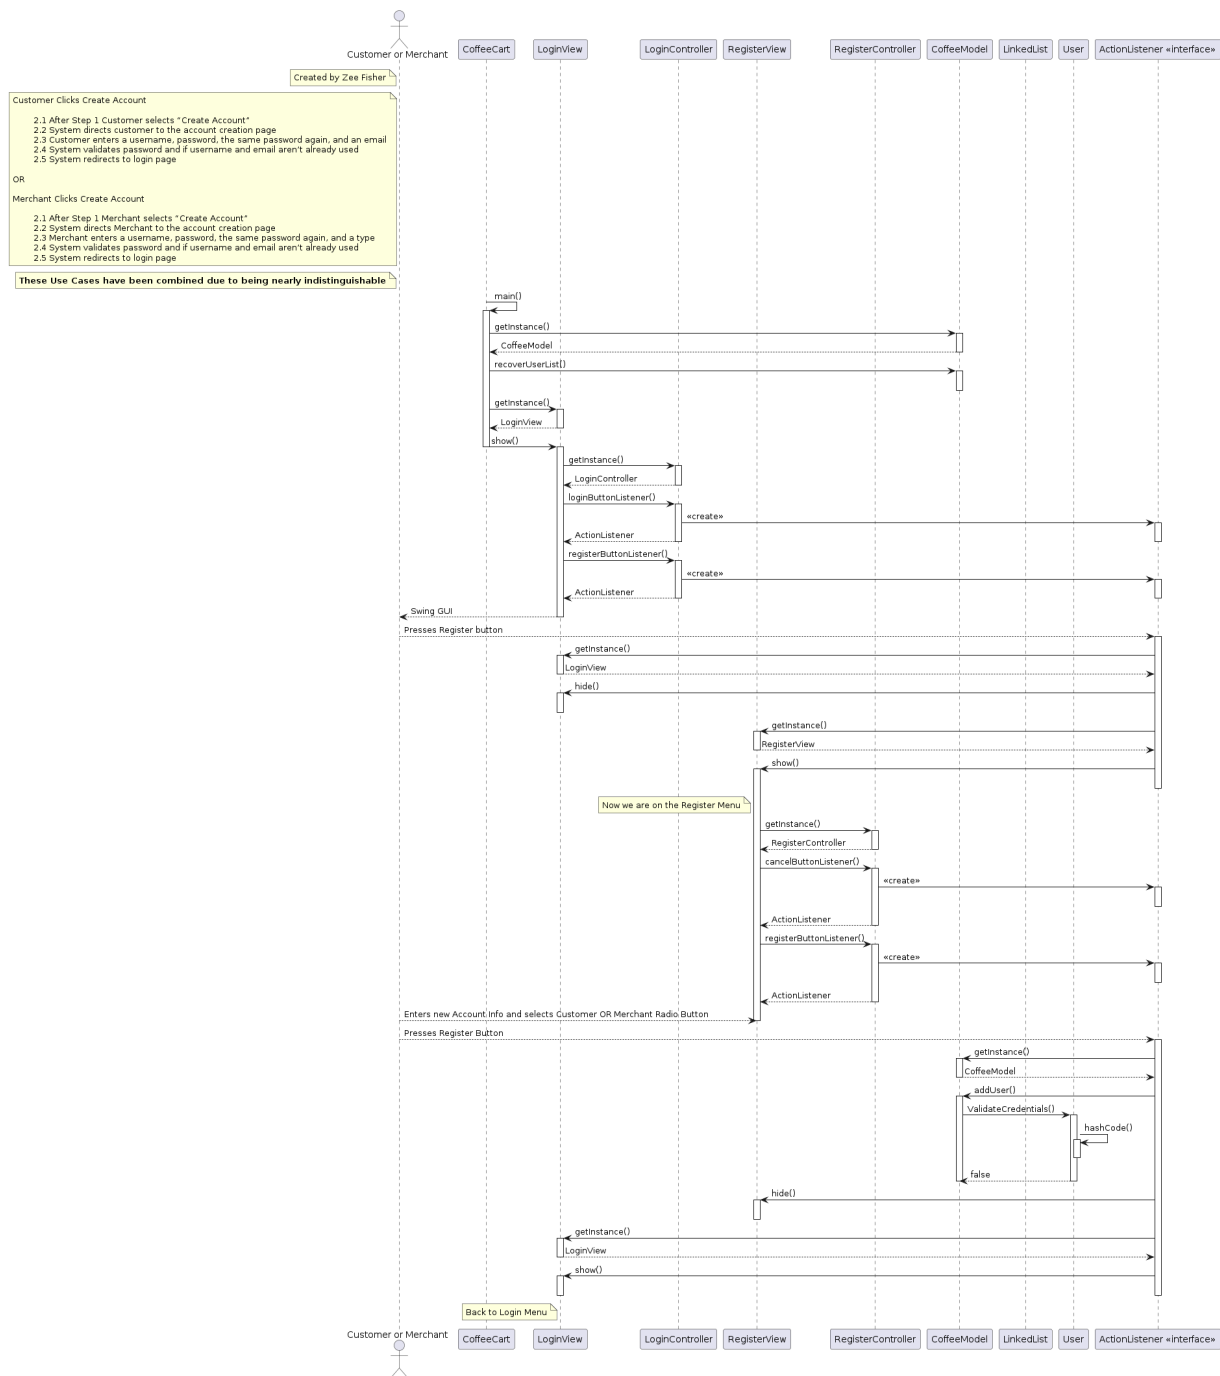 Customer or Merchant
CoffeeCart
LoginView
LoginController
RegisterView
RegisterController
CoffeeModel
LinkedList
User
ActionListener «interface»
Created by Zee Fisher
Customer Clicks Create Account
2.1 After Step 1 Customer selects “Create Account”
2.2 System directs customer to the account creation page
2.3 Customer enters a username, password, the same password again, and an email
2.4 System validates password and if username and email aren’t already used
2.5 System redirects to login page
OR
Merchant Clicks Create Account
2.1 After Step 1 Merchant selects “Create Account”
2.2 System directs Merchant to the account creation page
2.3 Merchant enters a username, password, the same password again, and a type
2.4 System validates password and if username and email aren’t already used
2.5 System redirects to login page
These Use Cases have been combined due to being nearly indistinguishable
main()
getInstance()
CoffeeModel
recoverUserList()
getInstance()
LoginView
show()
getInstance()
LoginController
loginButtonListener()
«create»
ActionListener
registerButtonListener()
«create»
ActionListener
Swing GUI
Presses Register button
getInstance()
LoginView
hide()
getInstance()
RegisterView
show()
Now we are on the Register Menu
getInstance()
RegisterController
cancelButtonListener()
«create»
ActionListener
registerButtonListener()
«create»
ActionListener
Enters new Account Info and selects Customer OR Merchant Radio Button
Presses Register Button
getInstance()
CoffeeModel
addUser()
ValidateCredentials()
hashCode()
false
hide()
getInstance()
LoginView
show()
Back to Login Menu
Customer or Merchant
CoffeeCart
LoginView
LoginController
RegisterView
RegisterController
CoffeeModel
LinkedList
User
ActionListener «interface»